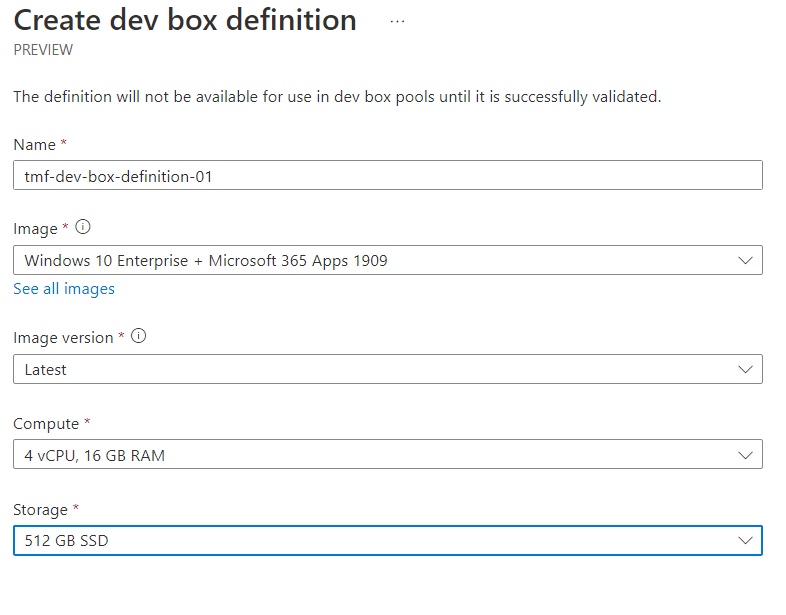 Create dev box definition ...
PREVIEW
The definition will not be available for use in dev box pools until it is successfully validated.
Name *
tmf-dev-box-definition-01
Image *
Windows 10 Enterprise + Microsoft 365 Apps 1909
See all images
Image version *
Latest
Compute *
4 vCPU, 16 GB RAM
Storage *
512 GB SSD